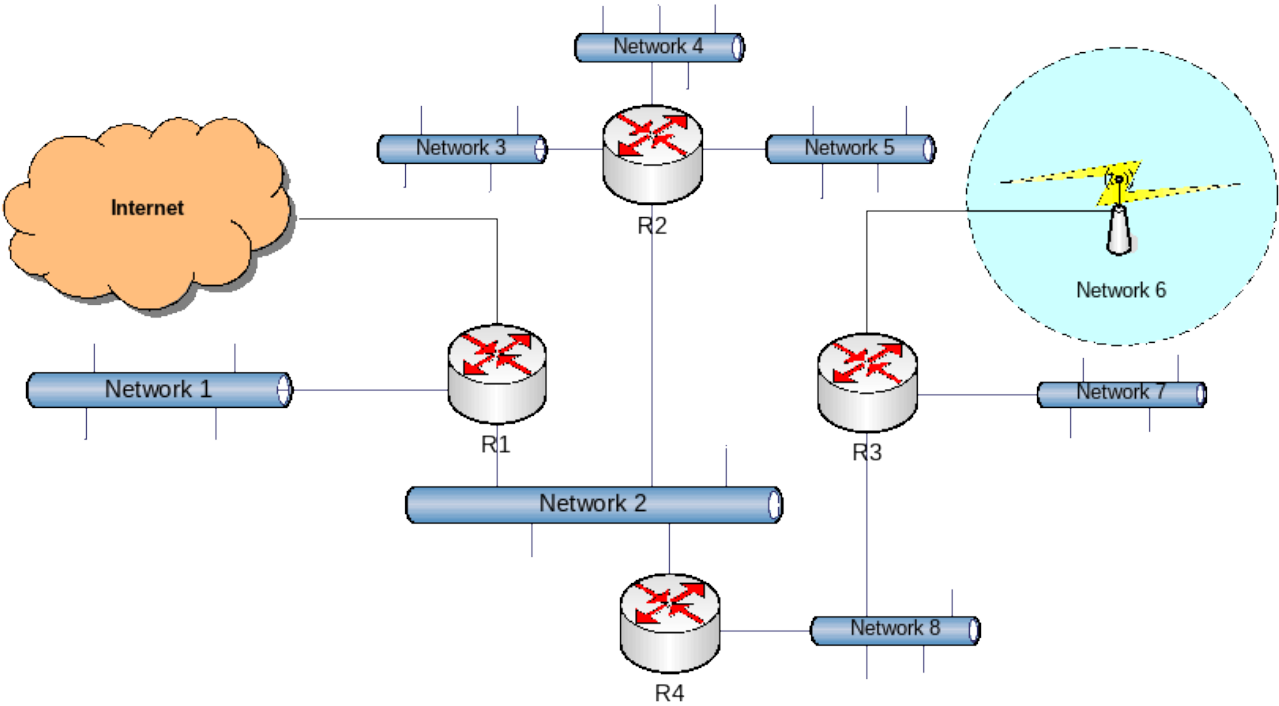 Network 4
Network 3
Network 5
Internet
R2
Network 6
Network 1
Network 7
R1
R3
Network 2
Network 8
R4